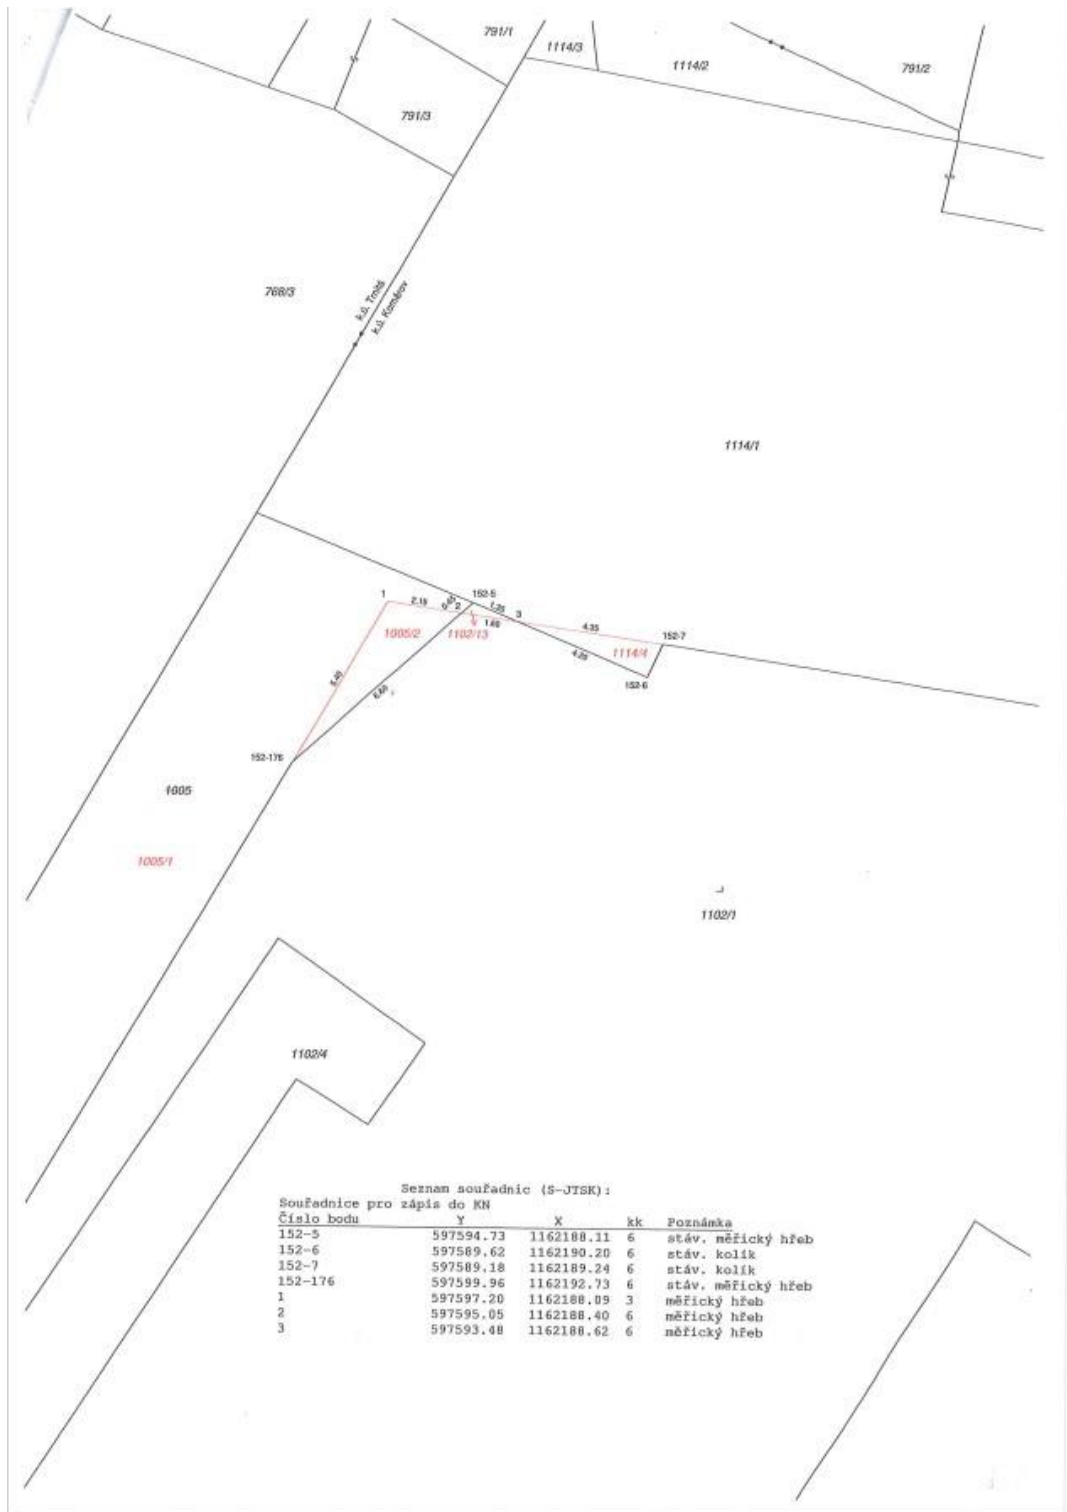 791/1
1114/3
1114/2
791/2
791/3
768/3
k.ú. Trnitá
k.ú. Komárov
1114/1
1
2.15
0.45
2
152-5
1.25
3
1005/2
1102/13
1.60
4.35
152-7
1114/4
4.25
152-6
5.40
6.60
152-176
1005
1005/1
1102/1
1102/4
Seznam souřadnic (S-JTSK):
Souřadnice pro zápis do KN
Číslo bodu Y X kk Poznámka
152-5 597594.73 1162188.11 6 stáv. měřický hřeb
152-6 597589.62 1162190.20 6 stáv. kolík
152-7 597589.18 1162189.24 6 stáv. kolík
152-176 597599.96 1162192.73 6 stáv. měřický hřeb
1 597597.20 1162188.09 3 měřický hřeb
2 597595.05 1162188.40 6 měřický hřeb
3 597593.48 1162188.62 6 měřický hřeb